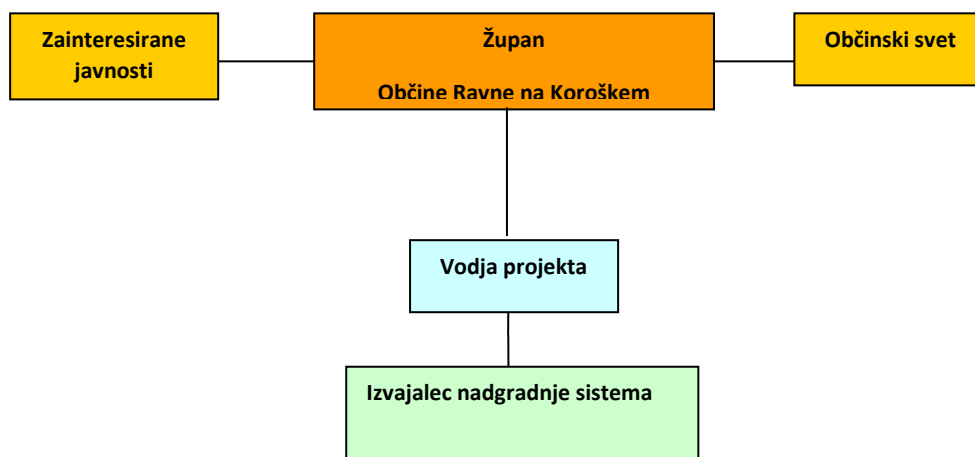 Zainteresirane
javnosti
Župan
Občine Ravne na Koroškem
Občinski svet
Vodja projekta
Izvajalec nadgradnje sistema